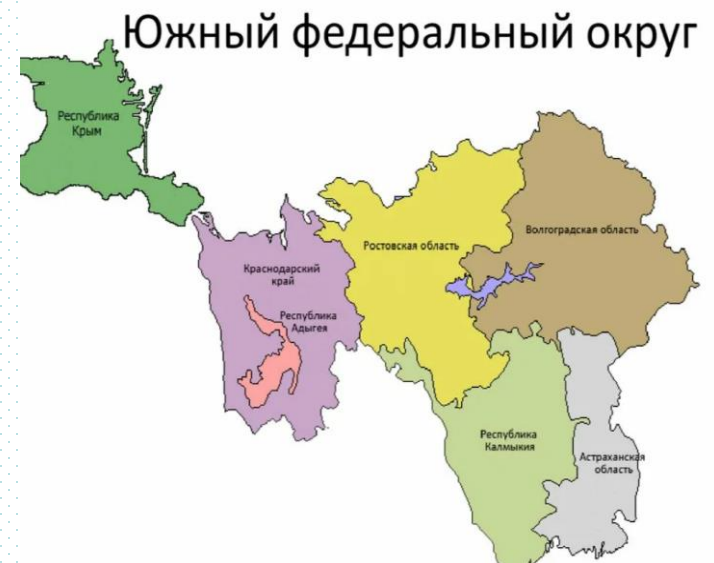 Южный федеральный округ
Республика
Крым
Волгоградская область
Ростовская область
Краснодарский
край
Республика
Адыгея
Республика
Калмыкия
Астраханская
область